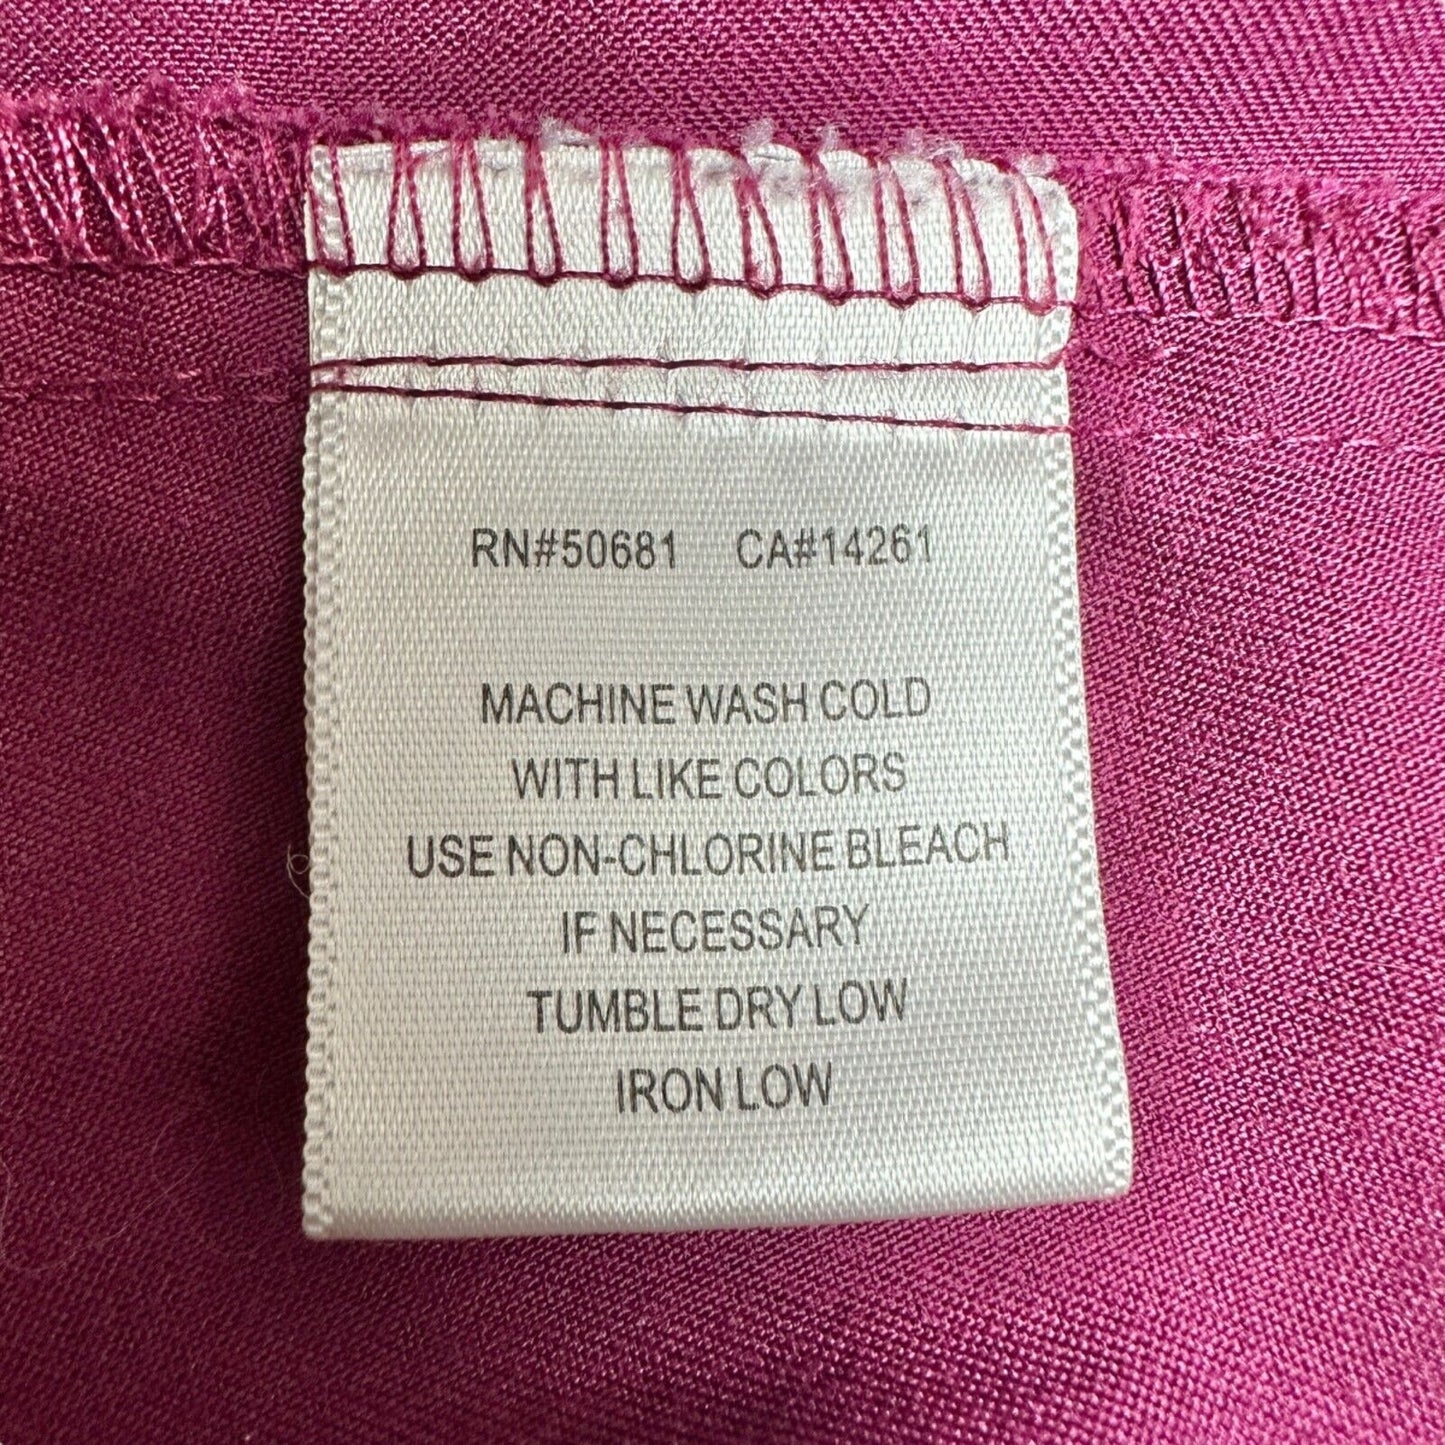 RN#50681 CA#14261
MACHINE WASH COLD
WITH LIKE COLORS
USE NON-CHLORINE BLEACH
IF NECESSARY
TUMBLE DRY LOW
IRON LOW